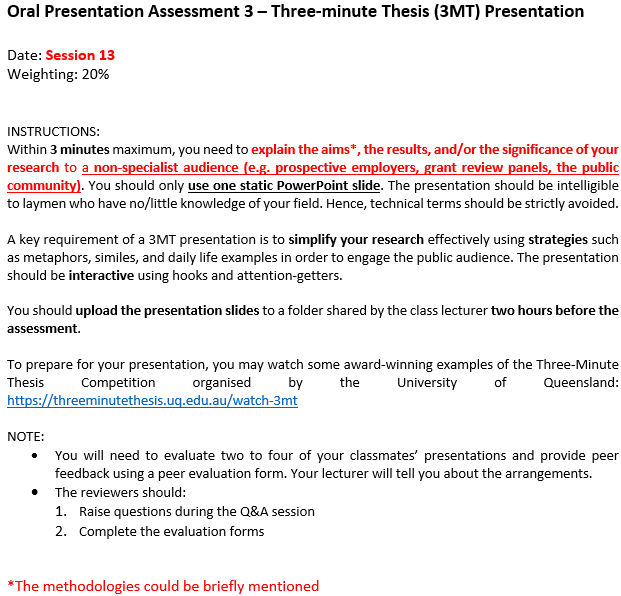 Oral Presentation Assessment 3 – Three-minute Thesis (3MT) Presentation
Date: Session 13
Weighting: 20%
INSTRUCTIONS:
Within 3 minutes maximum, you need to explain the aims*, the results, and/or the significance of your
research to a non-specialist audience (e.g. prospective employers, grant review panels, the public
community). You should only use one static PowerPoint slide. The presentation should be intelligible
to laymen who have no/little knowledge of your field. Hence, technical terms should be strictly avoided.
A key requirement of a 3MT presentation is to simplify your research effectively using strategies such
as metaphors, similes, and daily life examples in order to engage the public audience. The presentation
should be interactive using hooks and attention-getters.
You should upload the presentation slides to a folder shared by the class lecturer two hours before the
assessment.
To prepare for your presentation, you may watch some award-winning examples of the Three-Minute
Thesis Competition organised by the University of Queensland:
https://threeminutethesis.uq.edu.au/watch-3mt
NOTE:
• You will need to evaluate two to four of your classmates' presentations and provide peer
feedback using a peer evaluation form. Your lecturer will tell you about the arrangements.
• The reviewers should:
1. Raise questions during the Q&A session
2. Complete the evaluation forms
*The methodologies could be briefly mentioned